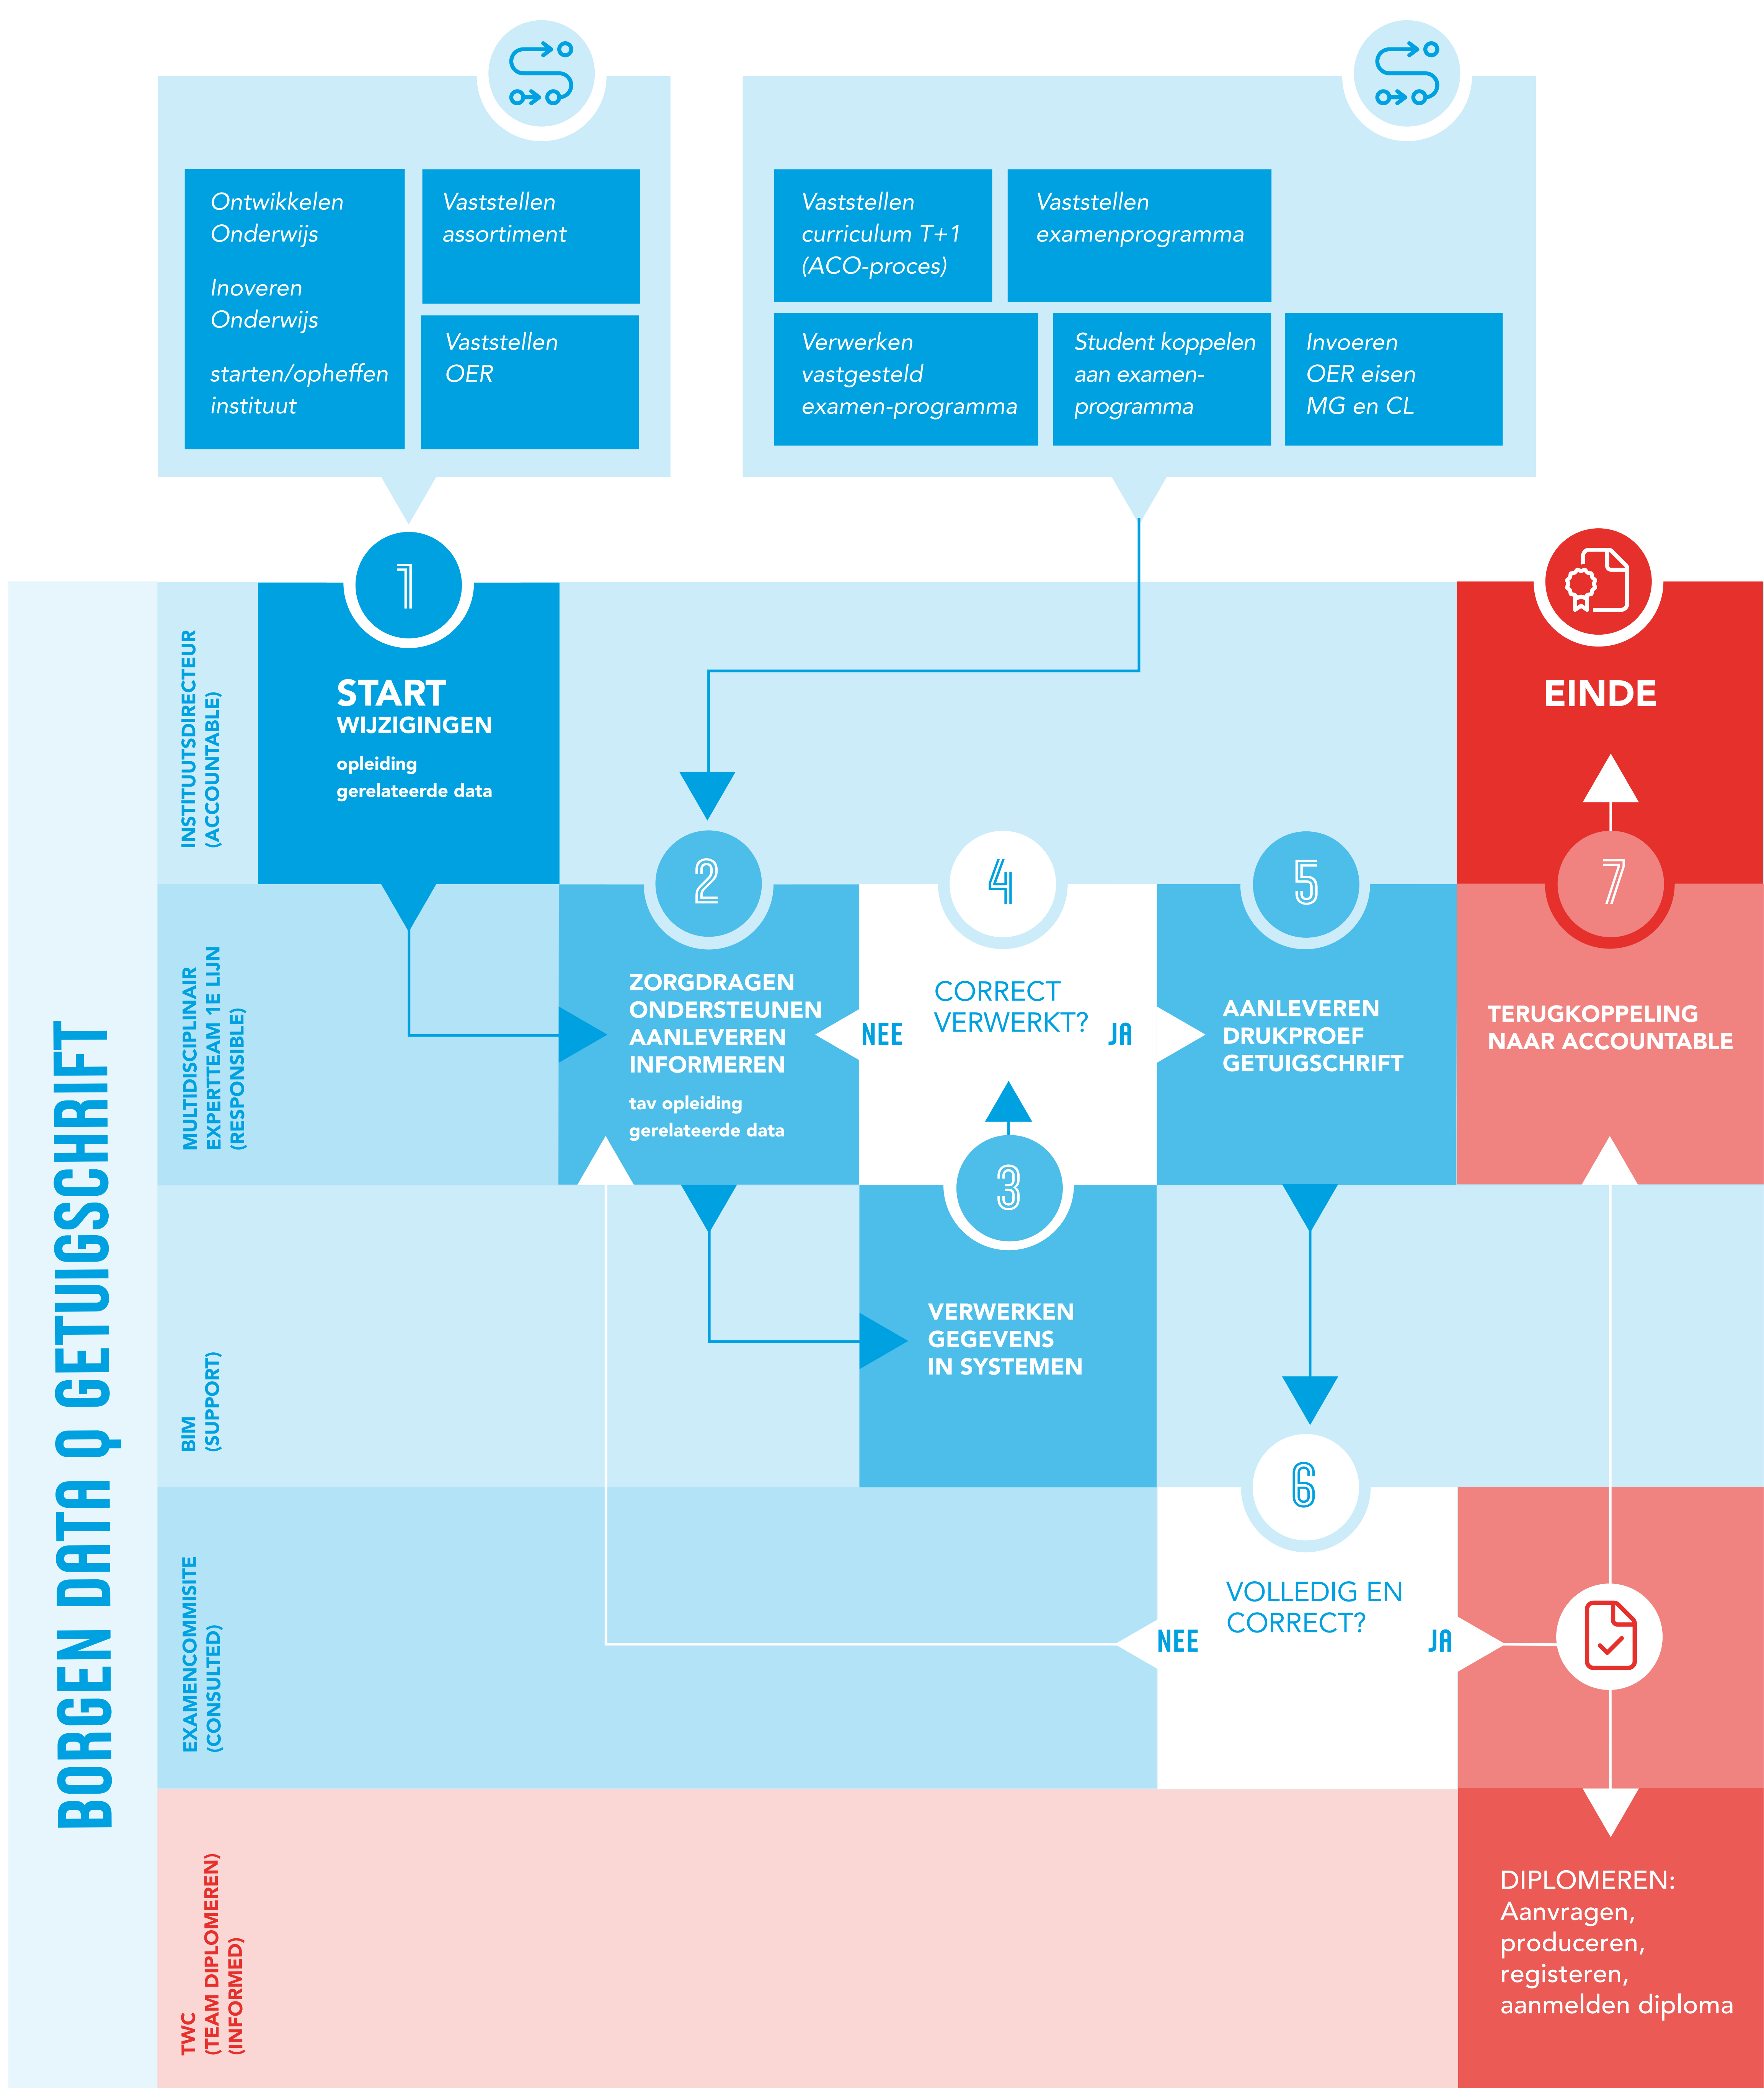 Ontwikkelen
Onderwijs
Inoveren
Onderwijs
starten/opheffen
instituut
Vaststellen
assortiment
Vaststellen
OER
Vaststellen
curriculum T+1
(ACO-proces)
Vaststellen
examenprogramma
Verwerken
vastgesteld
examen-programma
Student koppelen
aan examen-
programma
Invoeren
OER eisen
MG en CL
BORGEN DATA Q GETUIGSCHRIFT
INSTITUUTSDIRECTEUR
(ACCOUNTABLE)
1
START
WIJZIGINGEN
opleiding
gerelateerde data
EINDE
MULTIDISCIPLINAIR
EXPERTTEAM 1E LIJN
(RESPONSIBLE)
2
ZORGDRAGEN
ONDERSTEUNEN
AANLEVEREN
INFORMEREN
tav opleiding
gerelateerde data
4
CORRECT
VERWERKT?
NEE
JA
5
AANLEVEREN
DRUKPROEF
GETUIGSCHRIFT
7
TERUGKOPPELING
NAAR ACCOUNTABLE
BIM
(SUPPORT)
3
VERWERKEN
GEGEVENS
IN SYSTEMEN
EXAMENCOMMISITE
(CONSULTED)
6
VOLLEDIG EN
CORRECT?
NEE
JA
TWC
(TEAM DIPLOMEREN)
(INFORMED)
DIPLOMEREN:
Aanvragen,
produceren,
registeren,
aanmelden diploma